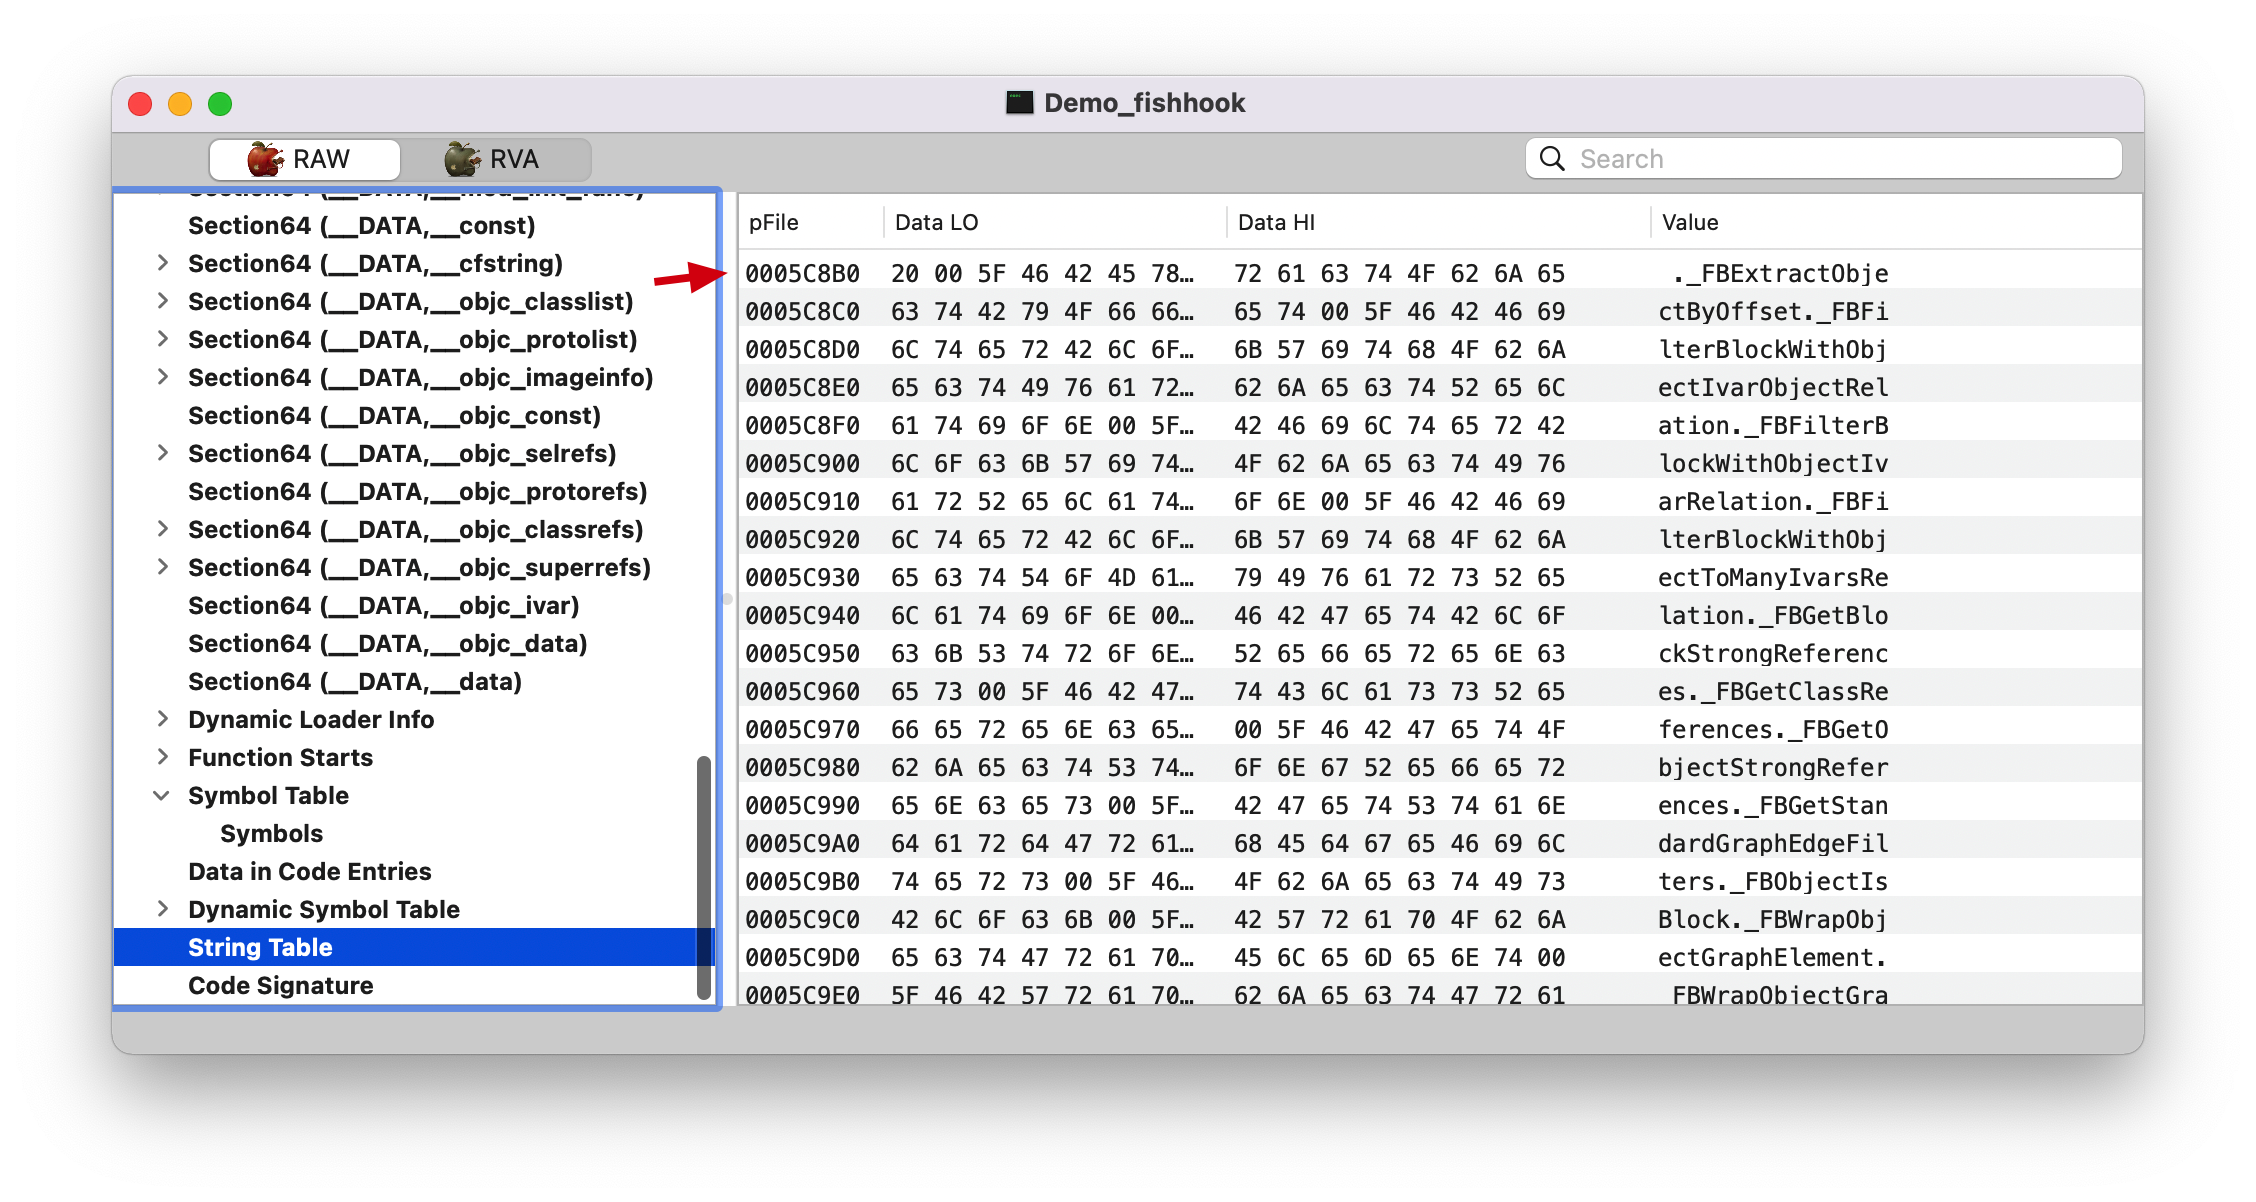 Demo_fishhook
RAW
RVA
Search
Section64 (__DATA,__mod_init_func)
Section64 (__DATA,__const)
Section64 (__DATA,__cfstring)
Section64 (__DATA,__objc_classlist)
Section64 (__DATA,__objc_protolist)
Section64 (__DATA,__objc_imageinfo)
Section64 (__DATA,__objc_const)
Section64 (__DATA,__objc_selrefs)
Section64 (__DATA,__objc_protorefs)
Section64 (__DATA,__objc_classrefs)
Section64 (__DATA,__objc_superrefs)
Section64 (__DATA,__objc_ivar)
Section64 (__DATA,__objc_data)
Section64 (__DATA,__data)
Dynamic Loader Info
Function Starts
Symbol Table
Symbols
Data in Code Entries
Dynamic Symbol Table
String Table
Code Signature
pFile Data LO Data HI Value
0005C8B0 20 00 5F 46 42 45 78… 72 61 63 74 4F 62 6A 65 ._FBExtractObje
0005C8C0 63 74 42 79 4F 66 66… 65 74 00 5F 46 42 46 69 ctByOffset._FBFi
0005C8D0 6C 74 65 72 42 6C 6F… 6B 57 69 74 68 4F 62 6A lterBlockWithObj
0005C8E0 65 63 74 49 76 61 72… 62 6A 65 63 74 52 65 6C ectIvarObjectRel
0005C8F0 61 74 69 6F 6E 00 5F… 42 46 69 6C 74 65 72 42 ation._FBFilterB
0005C900 6C 6F 63 6B 57 69 74… 4F 62 6A 65 63 74 49 76 lockWithObjectIv
0005C910 61 72 52 65 6C 61 74… 6F 6E 00 5F 46 42 46 69 arRelation._FBFi
0005C920 6C 74 65 72 42 6C 6F… 6B 57 69 74 68 4F 62 6A lterBlockWithObj
0005C930 65 63 74 54 6F 4D 61… 79 49 76 61 72 73 52 65 ectToManyIvarsRe
0005C940 6C 61 74 69 6F 6E 00… 46 42 47 65 74 42 6C 6F lation._FBGetBlo
0005C950 63 6B 53 74 72 6F 6E… 52 65 66 65 72 65 6E 63 ckStrongReferenc
0005C960 65 73 00 5F 46 42 47… 74 43 6C 61 73 73 52 65 es._FBGetClassRe
0005C970 66 65 72 65 6E 63 65… 00 5F 46 42 47 65 74 4F ferences._FBGetO
0005C980 62 6A 65 63 74 53 74… 6F 6E 67 52 65 66 65 72 bjectStrongRefer
0005C990 65 6E 63 65 73 00 5F… 42 47 65 74 53 74 61 6E ences._FBGetStan
0005C9A0 64 61 72 64 47 72 61… 68 45 64 67 65 46 69 6C dardGraphEdgeFil
0005C9B0 74 65 72 73 00 5F 46… 4F 62 6A 65 63 74 49 73 ters._FBObjectIs
0005C9C0 42 6C 6F 63 6B 00 5F… 42 57 72 61 70 4F 62 6A Block._FBWrapObj
0005C9D0 65 63 74 47 72 61 70… 45 6C 65 6D 65 6E 74 00 ectGraphElement.
0005C9E0 5F 46 42 57 72 61 70… 62 6A 65 63 74 47 72 61 _FBWrapObjectGra